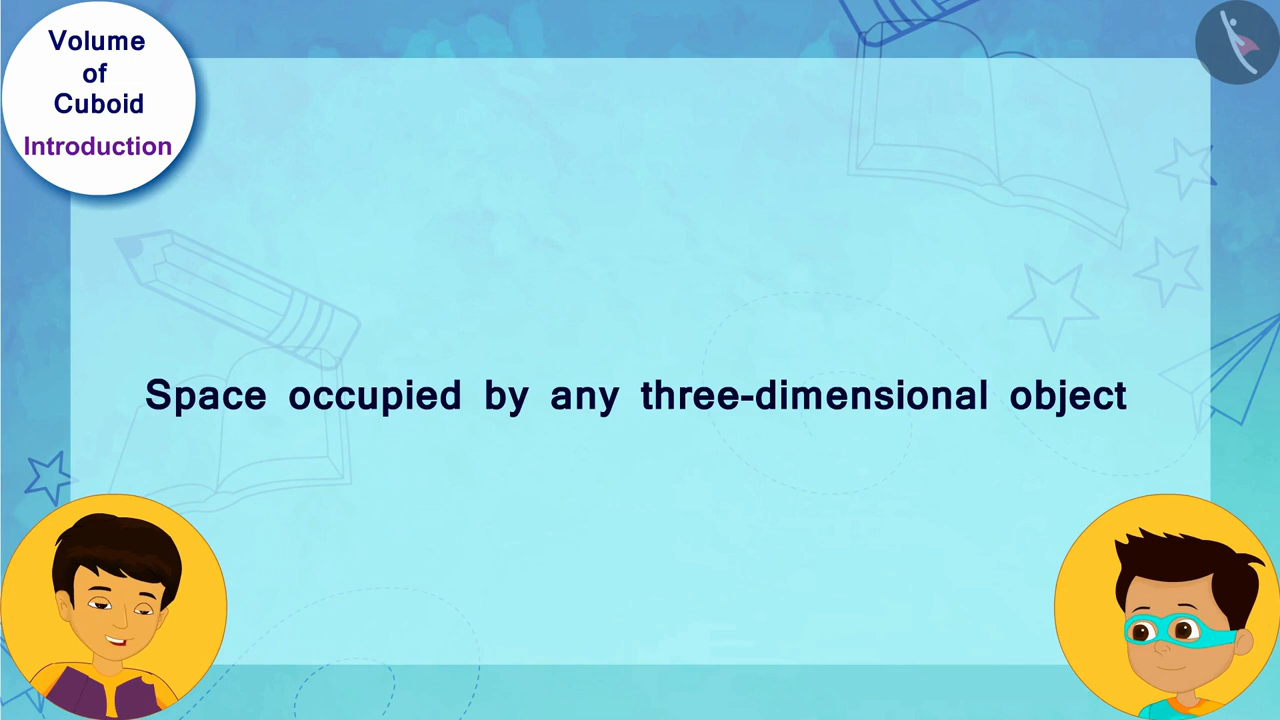 Volume
of
Cuboid
Introduction
Space occupied by any three-dimensional object